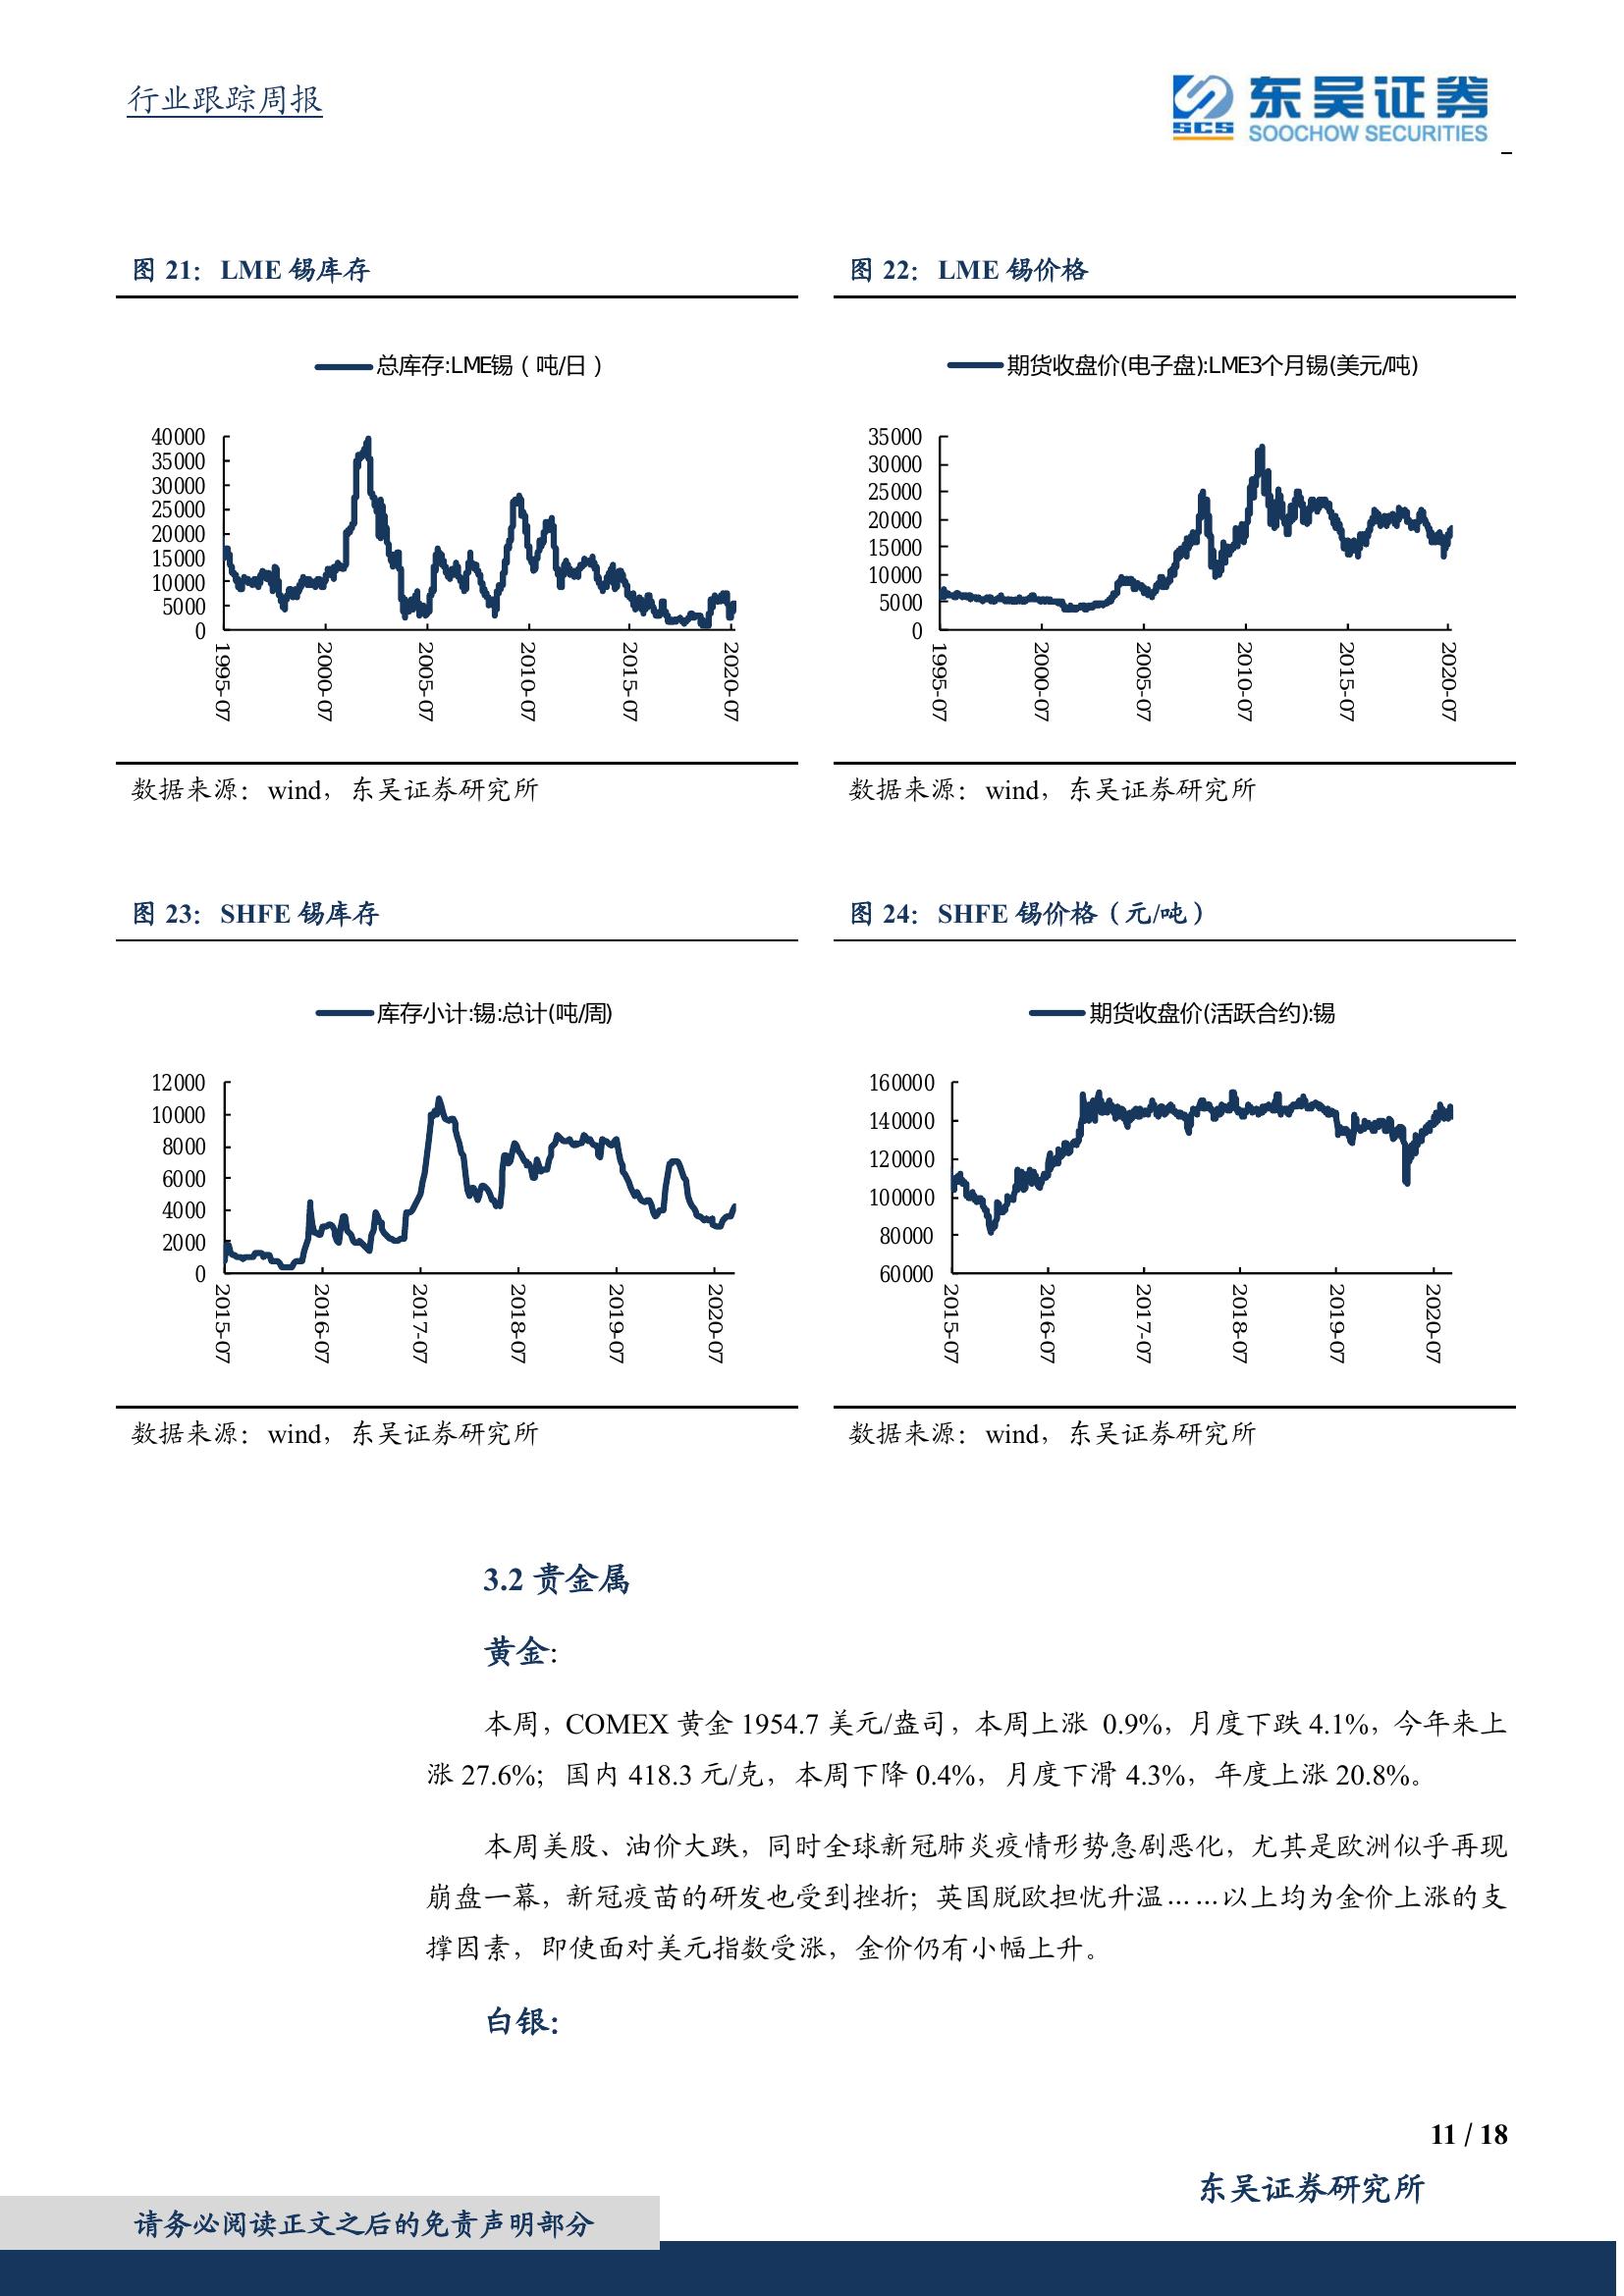 行业跟踪周报
SCS 东吴证券
SOOCHOW SECURITIES
图 21： LME 锡库存
总库存:LME锡（吨/日）
40000
35000
30000
25000
20000
15000
10000
5000
0
1995-07
2000-07
2005-07
2010-07
2015-07
2020-07
数据来源：wind，东吴证券研究所
图 22： LME 锡价格
期货收盘价(电子盘):LME3个月锡(美元/吨)
35000
30000
25000
20000
15000
10000
5000
0
1995-07
2000-07
2005-07
2010-07
2015-07
2020-07
数据来源：wind，东吴证券研究所
图 23： SHFE 锡库存
库存小计:锡:总计(吨/周)
12000
10000
8000
6000
4000
2000
0
2015-07
2016-07
2017-07
2018-07
2019-07
2020-07
数据来源：wind，东吴证券研究所
图 24： SHFE 锡价格（元/吨）
期货收盘价(活跃合约):锡
160000
140000
120000
100000
80000
60000
2015-07
2016-07
2017-07
2018-07
2019-07
2020-07
数据来源：wind，东吴证券研究所
3.2 贵金属
黄金：
本周，COMEX 黄金 1954.7 美元/盎司，本周上涨 0.9%，月度下跌 4.1%，今年来上
涨 27.6%；国内 418.3 元/克，本周下降 0.4%，月度下滑 4.3%，年度上涨 20.8%。
本周美股、油价大跌，同时全球新冠肺炎疫情形势急剧恶化，尤其是欧洲似乎再现
崩盘一幕，新冠疫苗的研发也受到挫折；英国脱欧担忧升温……以上均为金价上涨的支
撑因素，即使面对美元指数受涨，金价仍有小幅上升。
白银：
11 / 18
东吴证券研究所
请务必阅读正文之后的免责声明部分